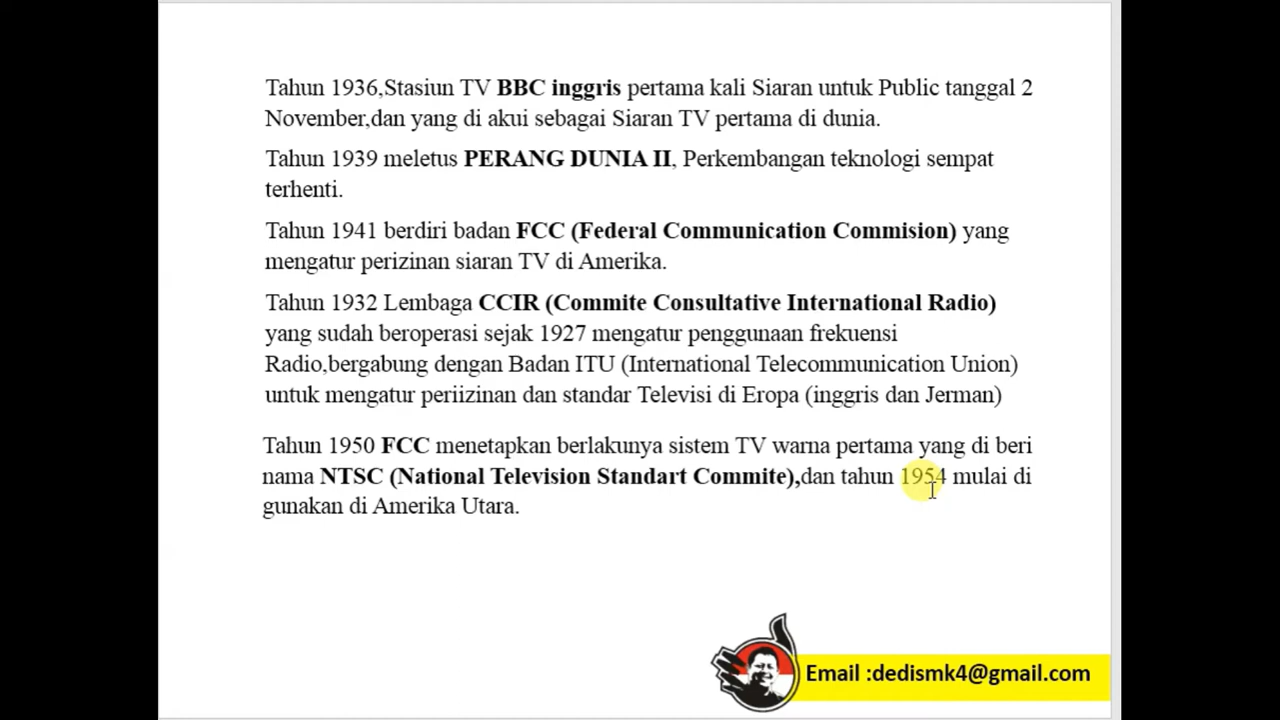 Tahun 1936,Stasiun TV BBC inggris pertama kali Siaran untuk Public tanggal 2
November,dan yang di akui sebagai Siaran TV pertama di dunia.
Tahun 1939 meletus PERANG DUNIA II, Perkembangan teknologi sempat
terhenti.
Tahun 1941 berdiri badan FCC (Federal Communication Commision) yang
mengatur perizinan siaran TV di Amerika.
Tahun 1932 Lembaga CCIR (Commite Consultative International Radio)
yang sudah beroperasi sejak 1927 mengatur penggunaan frekuensi
Radio,bergabung dengan Badan ITU (International Telecommunication Union)
untuk mengatur periizinan dan standar Televisi di Eropa (inggris dan Jerman)
Tahun 1950 FCC menetapkan berlakunya sistem TV warna pertama yang di beri
nama NTSC (National Television Standart Commite),dan tahun 1954 mulai di
gunakan di Amerika Utara.
Email :dedismk4@gmail.com